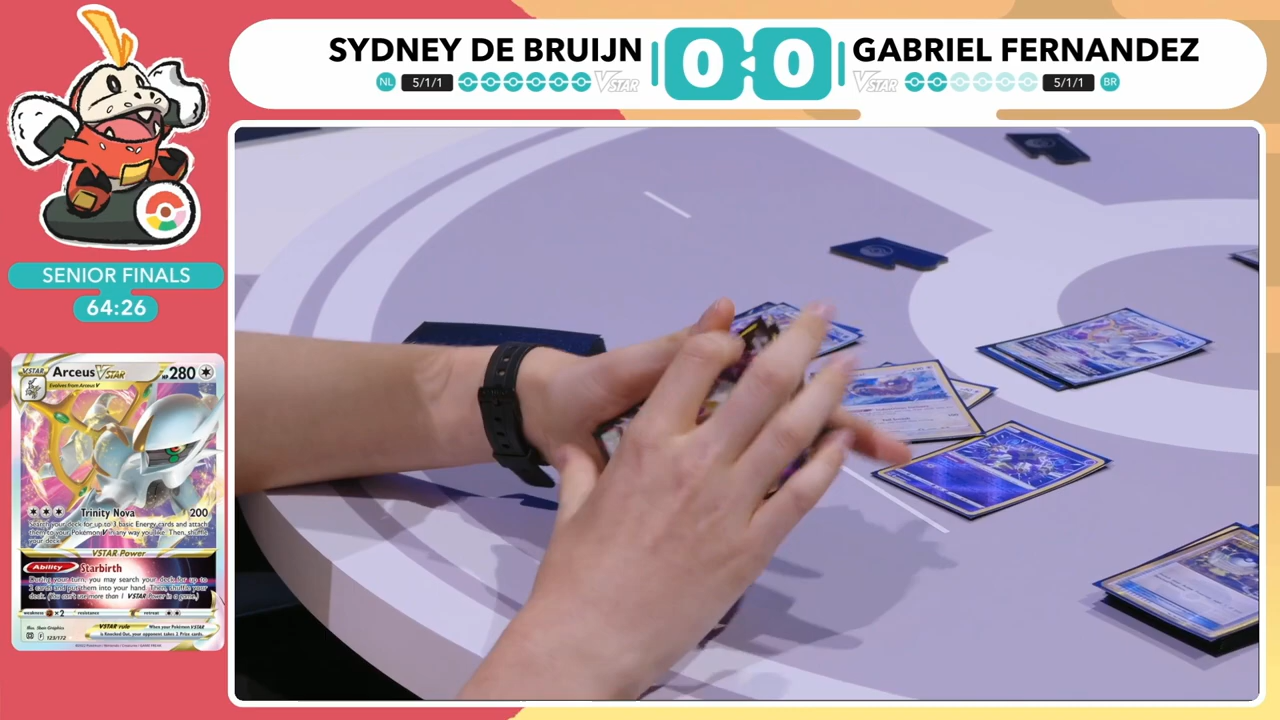 SYDNEY DE BRUIJN
NL 5/1/1 VSTAR
0 0
GABRIEL FERNANDEZ
VSTAR 5/1/1 BR
SENIOR FINALS
64:26
VSTAR Arceus VSTAR 280
Evolves from Arceus V
Trinity Nova 200
Search your deck for up to 3 basic Energy cards and attach
them to your Pokémon V in any way you like. Then, shuffle
your deck.
VSTAR Power
Ability Starbirth
During your turn, you may search your deck for up to
2 cards and put them into your hand. Then, shuffle your
deck. (You can't use more than 1 VSTAR Power in a game.)
weakness ×2 resistance retreat
VSTAR rule When your Pokémon VSTAR
is Knocked Out, your opponent takes 2 Prize cards.
123/172